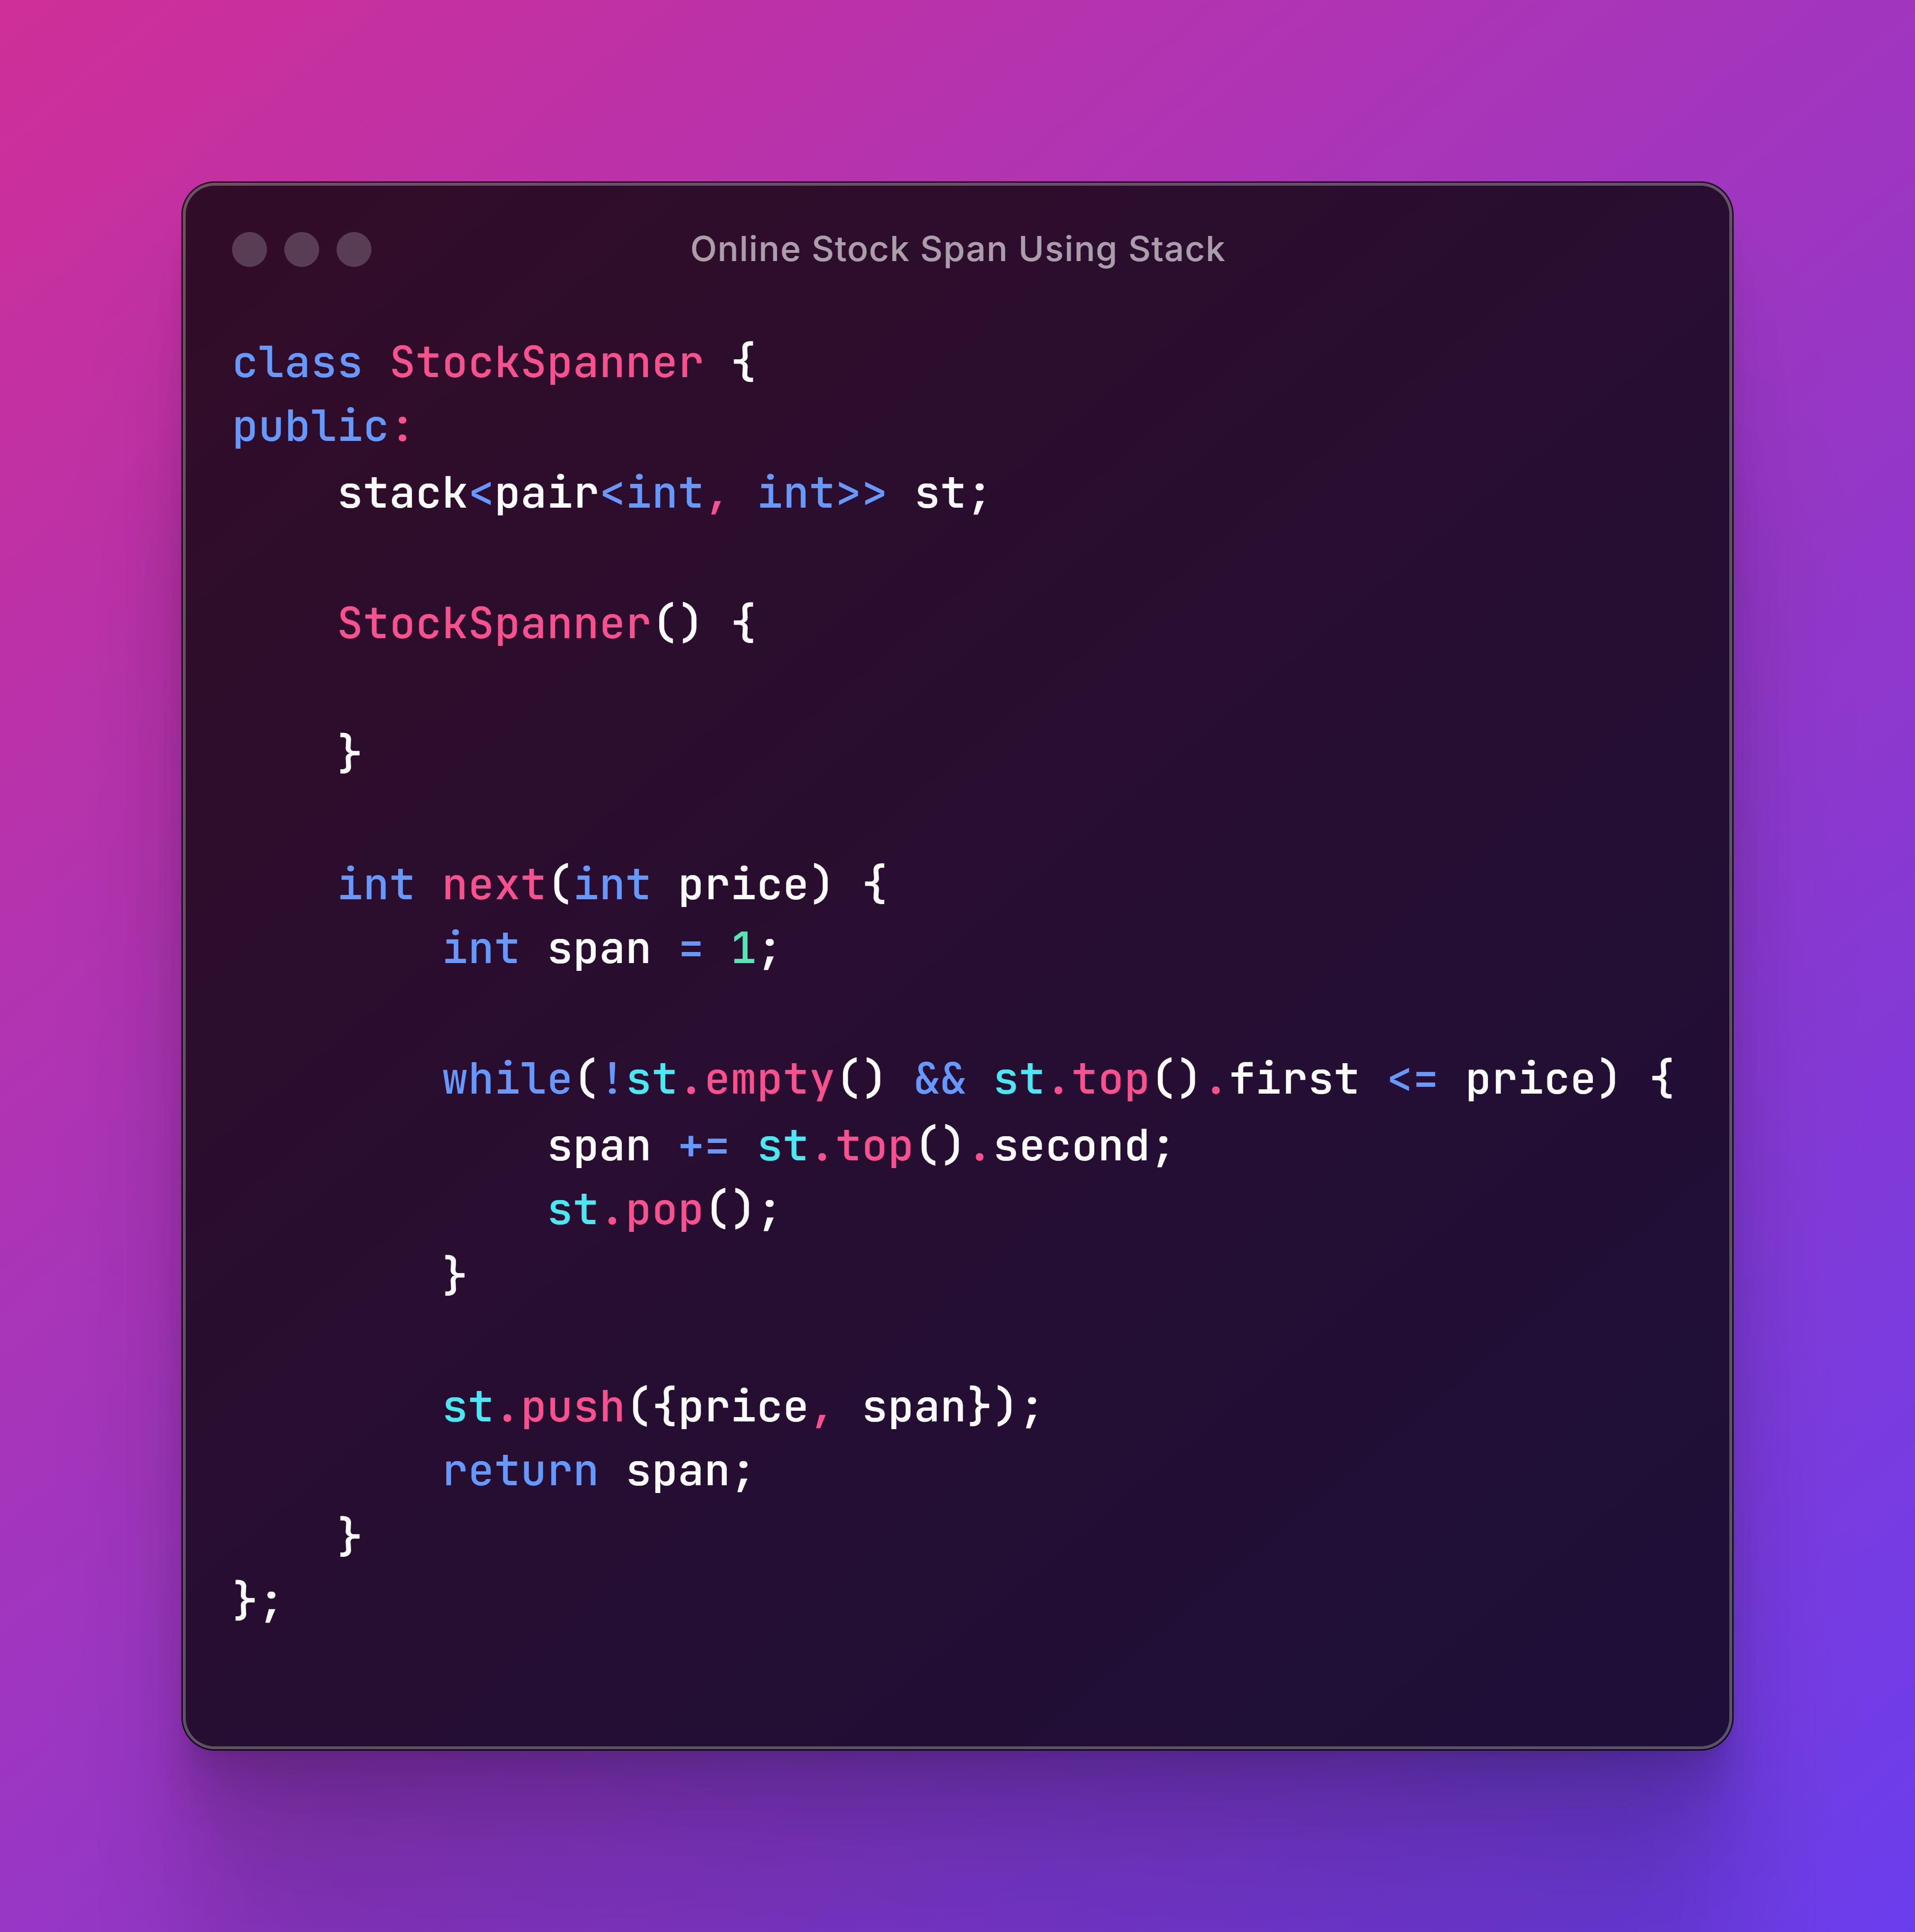 Online Stock Span Using Stack
class StockSpanner {
public:
    stack<pair<int, int>> st;
    StockSpanner() {
    }
    int next(int price) {
        int span = 1;
        while(!st.empty() && st.top().first <= price) {
            span += st.top().second;
            st.pop();
        }
        st.push({price, span});
        return span;
    }
};